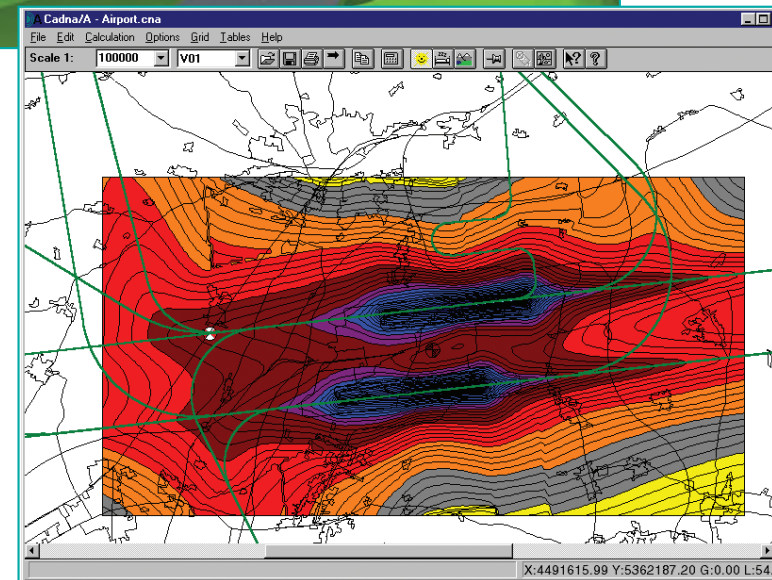 Cadna/A - Airport.cna
File Edit Calculation Options Grid Tables Help
Scale 1: 100000 V01
X:4491615.99 Y:5362187.20 G:0.00 L:54.